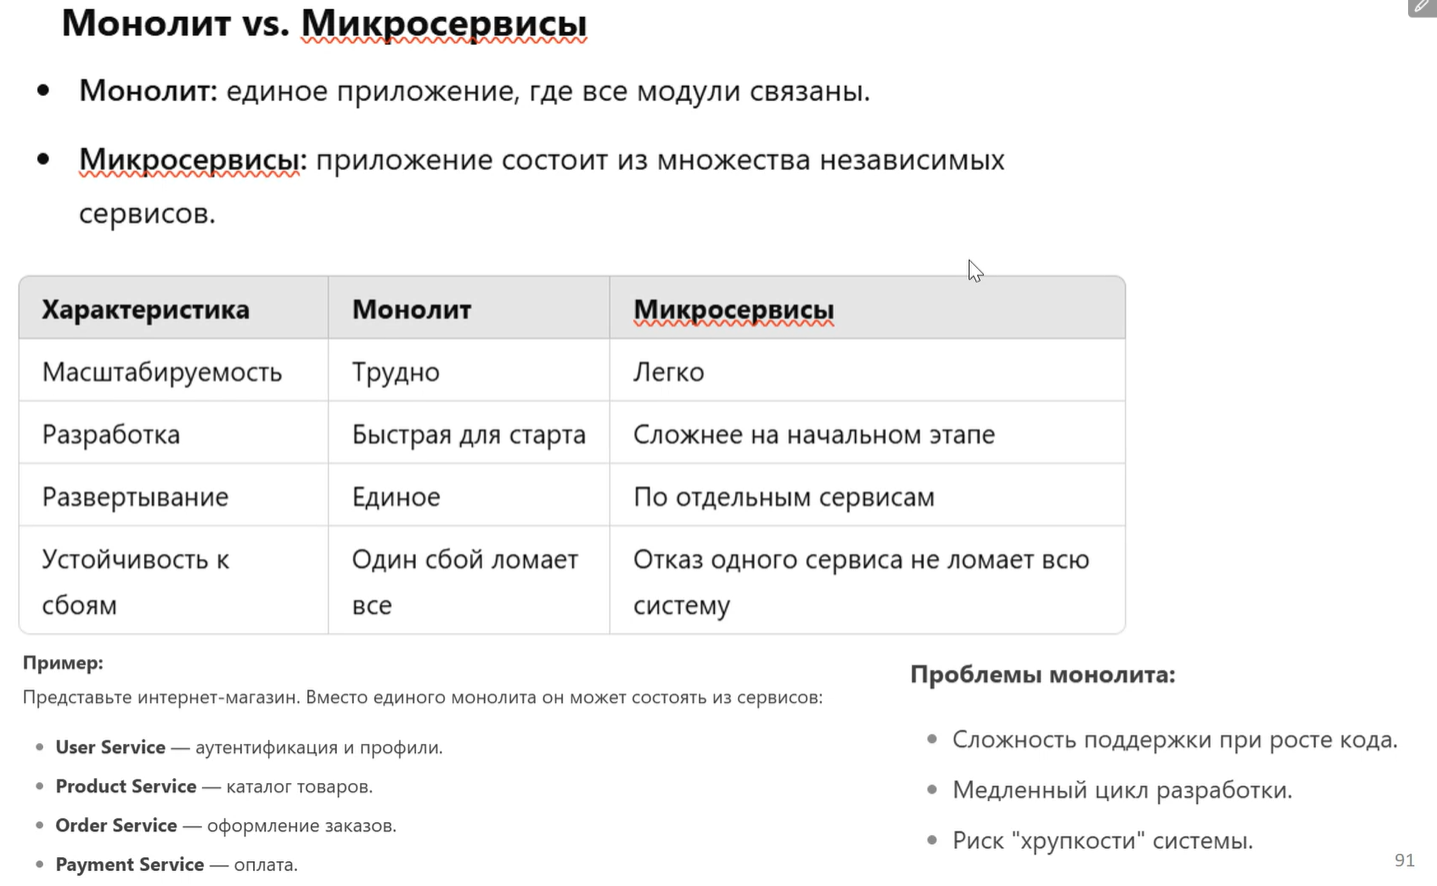 Монолит vs. Микросервисы
• Монолит: единое приложение, где все модули связаны.
• Микросервисы: приложение состоит из множества независимых
сервисов.
Характеристика Монолит Микросервисы
Масштабируемость Трудно Легко
Разработка Быстрая для старта Сложнее на начальном этапе
Развертывание Единое По отдельным сервисам
Устойчивость к Один сбой ломает Отказ одного сервиса не ломает всю
сбоям все систему
Пример:
Представьте интернет-магазин. Вместо единого монолита он может состоять из сервисов:
• User Service — аутентификация и профили.
• Product Service — каталог товаров.
• Order Service — оформление заказов.
• Payment Service — оплата.
Проблемы монолита:
• Сложность поддержки при росте кода.
• Медленный цикл разработки.
• Риск "хрупкости" системы.
91